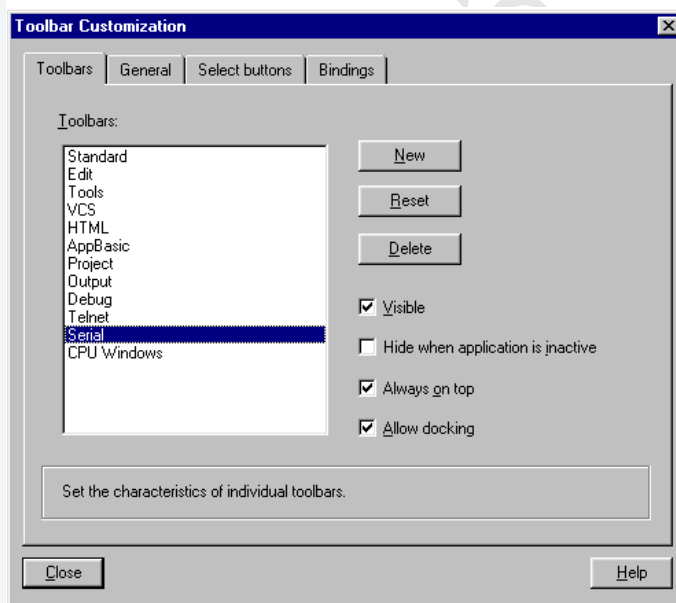 Toolbar Customization
Toolbars General Select buttons Bindings
Toolbars:
Standard
Edit
Tools
VCS
HTML
AppBasic
Project
Output
Debug
Telnet
Serial
CPU Windows
New
Reset
Delete
Visible
Hide when application is inactive
Always on top
Allow docking
Set the characteristics of individual toolbars.
Close Help